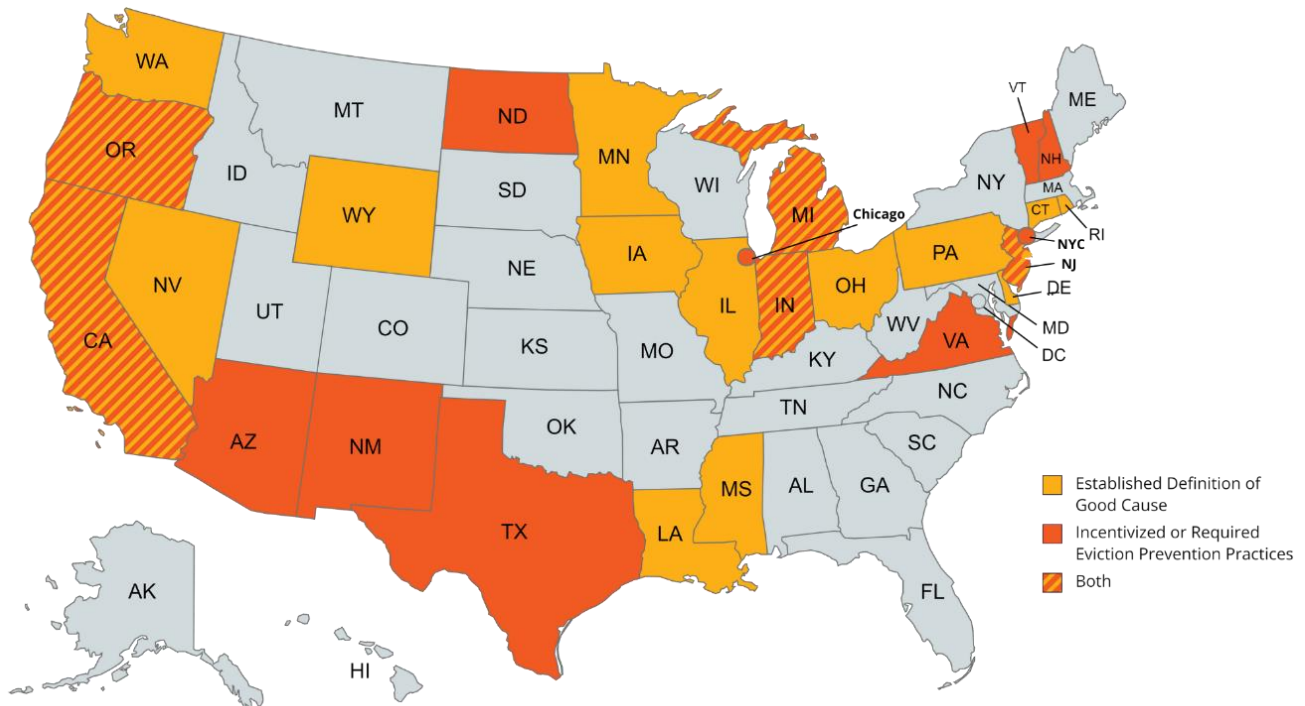 WA
MT
ND
VT
ME
OR
MN
ID
NH
SD
WI
NY
MA
WY
MI
Chicago
CT
RI
NYC
IA
PA
NJ
NE
NV
OH
DE
IL
IN
UT
WV
MD
CO
VA
DC
CA
KS
MO
KY
NC
TN
OK
AZ
NM
AR
SC
MS
AL
GA
Established Definition of
Good Cause
TX
LA
Incentivized or Required
Eviction Prevention Practices
Both
AK
FL
HI